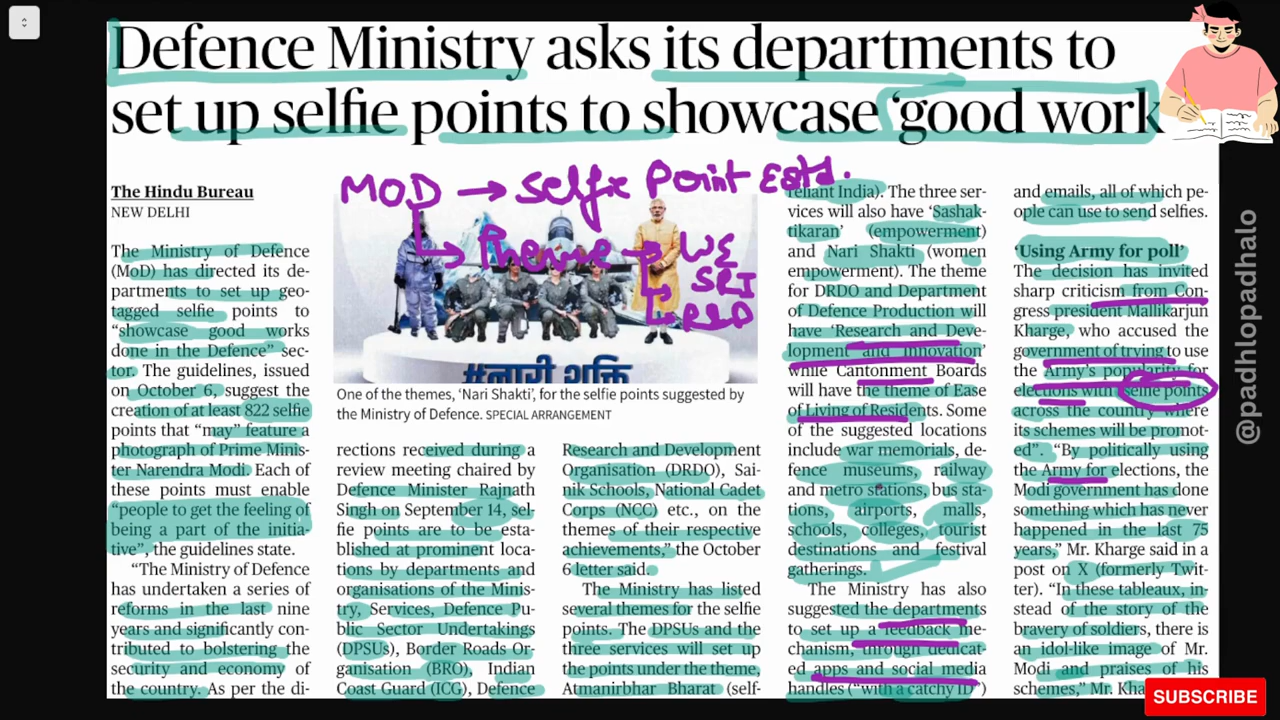 Defence Ministry asks its departments to
set up selfie points to showcase ‘good work
The Hindu Bureau
NEW DELHI
The Ministry of Defence
(MoD) has directed its de-
partments to set up geo-
tagged selfie points to
“showcase good works
done in the Defence” sec-
tor. The guidelines, issued
on October 6, suggest the
creation of at least 822 selfie
points that “may” feature a
photograph of Prime Minis-
ter Narendra Modi. Each of
these points must enable
“people to get the feeling of
being a part of the initia-
tive”, the guidelines state.
“The Ministry of Defence
has undertaken a series of
reforms in the last nine
years and significantly con-
tributed to bolstering the
security and economy of
the country. As per the di-
MOD → Selfie Point Estd.
→ Theme → WE
→ SRI
→ R&D
#नारी शक्ति
One of the themes, ‘Nari Shakti’, for the selfie points suggested by
the Ministry of Defence. SPECIAL ARRANGEMENT
rections received during a
review meeting chaired by
Defence Minister Rajnath
Singh on September 14, sel-
fie points are to be esta-
blished at prominent loca-
tions by departments and
organisations of the Minis-
try, Services, Defence Pu-
blic Sector Undertakings
(DPSUs), Border Roads Or-
ganisation (BRO), Indian
Coast Guard (ICG), Defence
Research and Development
Organisation (DRDO), Sai-
nik Schools, National Cadet
Corps (NCC) etc., on the
themes of their respective
achievements,” the October
6 letter said.
The Ministry has listed
several themes for the selfie
points. The DPSUs and the
three services will set up
the points under the theme,
Atmanirbhar Bharat (self-
reliant India). The three ser-
vices will also have ‘Sashak-
tikaran’ (empowerment)
and Nari Shakti (women
empowerment). The theme
for DRDO and Department
of Defence Production will
have ‘Research and Deve-
lopment and Innovation’
while Cantonment Boards
will have the theme of Ease
of Living of Residents. Some
of the suggested locations
include war memorials, de-
fence museums, railway
and metro stations, bus sta-
tions, airports, malls,
schools, colleges, tourist
destinations and festival
gatherings.
The Ministry has also
suggested the departments
to set up a feedback me-
chanism, through dedicat-
ed apps and social media
handles (“with a catchy ID”)
and emails, all of which pe-
ople can use to send selfies.
‘Using Army for poll’
The decision has invited
sharp criticism from Con-
gress president Mallikarjun
Kharge, who accused the
government of trying to use
the Army’s popularity for
elections with selfie points
across the country where
its schemes will be promot-
ed”. “By politically using
the Army for elections, the
Modi government has done
something which has never
happened in the last 75
years,” Mr. Kharge said in a
post on X (formerly Twit-
ter). “In these tableaux, in-
stead of the story of the
bravery of soldiers, there is
an idol-like image of Mr.
Modi and praises of his
schemes,” Mr. Kha
@padhlopadhalo
SUBSCRIBE